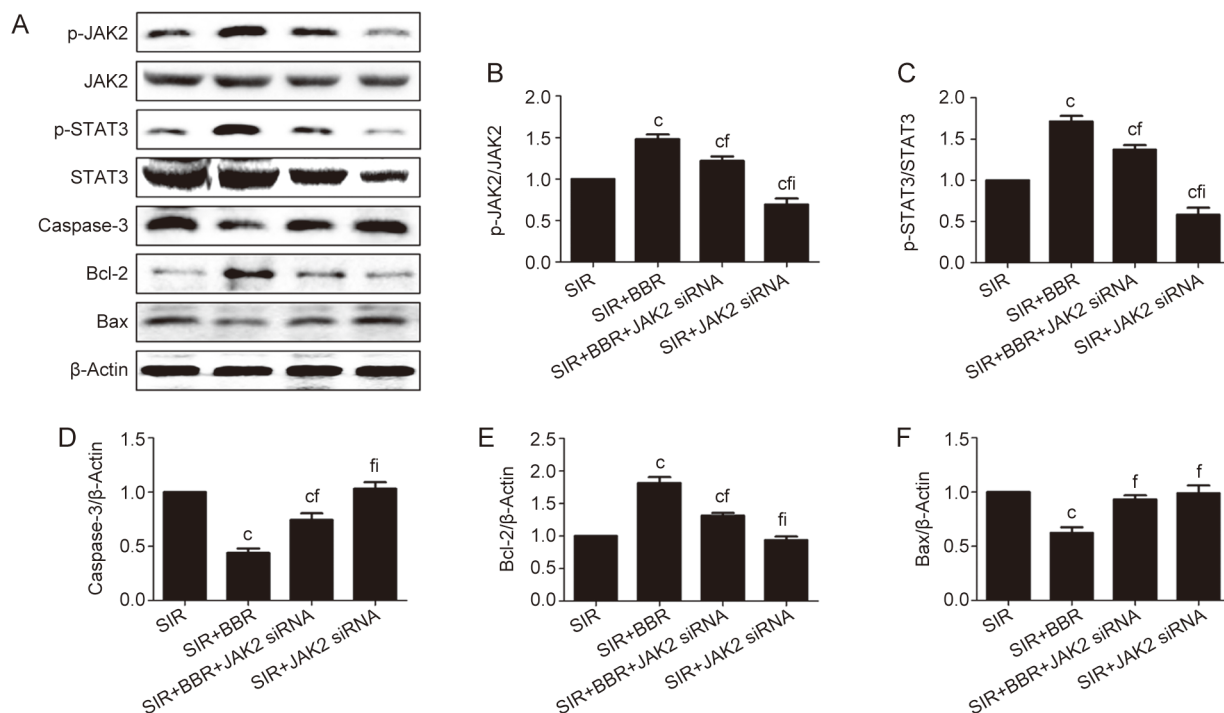 A
p-JAK2
JAK2
p-STAT3
STAT3
Caspase-3
Bcl-2
Bax
β-Actin
B
p-JAK2/JAK2
2.0
1.5
1.0
0.5
0.0
c
cf
cfi
SIR
SIR+BBR
SIR+BBR+JAK2 siRNA
SIR+JAK2 siRNA
C
p-STAT3/STAT3
2.0
1.5
1.0
0.5
0.0
c
cf
cfi
SIR
SIR+BBR
SIR+BBR+JAK2 siRNA
SIR+JAK2 siRNA
D
Caspase-3/β-Actin
1.5
1.0
0.5
0.0
c
cf
fi
SIR
SIR+BBR
SIR+BBR+JAK2 siRNA
SIR+JAK2 siRNA
E
Bcl-2/β-Actin
2.5
2.0
1.5
1.0
0.5
0.0
c
cf
fi
SIR
SIR+BBR
SIR+BBR+JAK2 siRNA
SIR+JAK2 siRNA
F
Bax/β-Actin
1.5
1.0
0.5
0.0
c
f
f
SIR
SIR+BBR
SIR+BBR+JAK2 siRNA
SIR+JAK2 siRNA